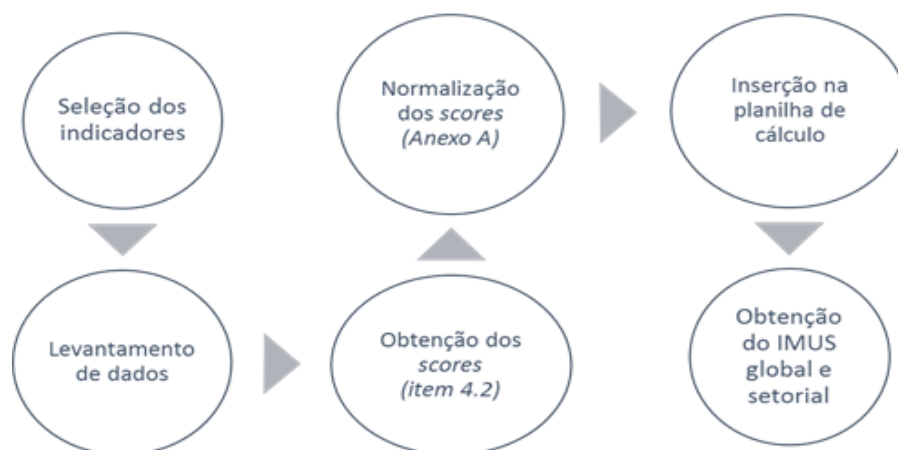 Seleção dos
indicadores
Levantamento
de dados
Obtenção dos
scores
(item 4.2)
Normalização
dos scores
(Anexo A)
Inserção na
planilha de
cálculo
Obtenção
do IMUS
global e
setorial